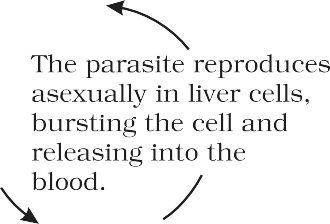 The parasite reproduces
asexually in liver cells,
bursting the cell and
releasing into the
blood.